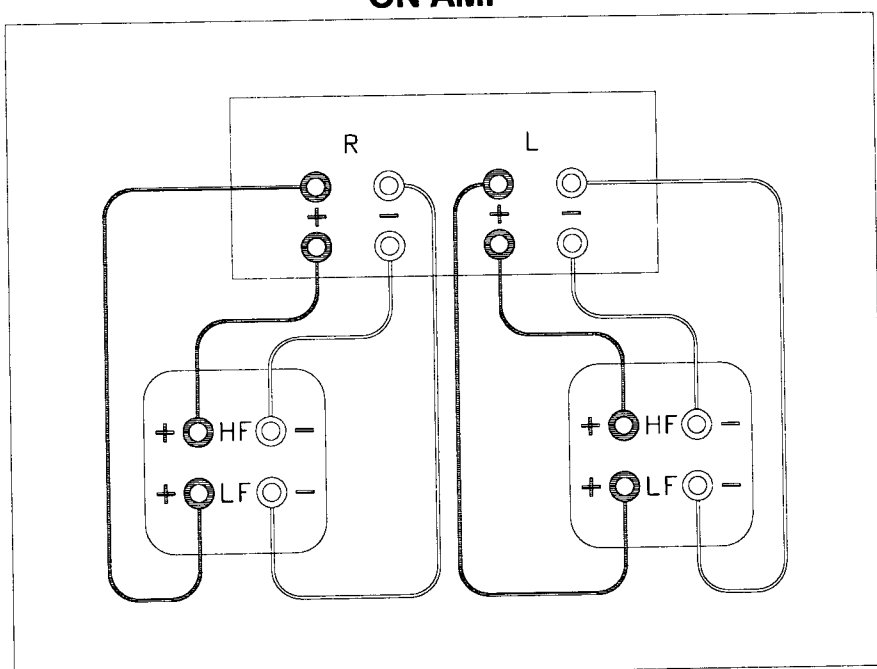 ON AMP
R L
+ - + -
+ HF - + HF -
+ LF - + LF -